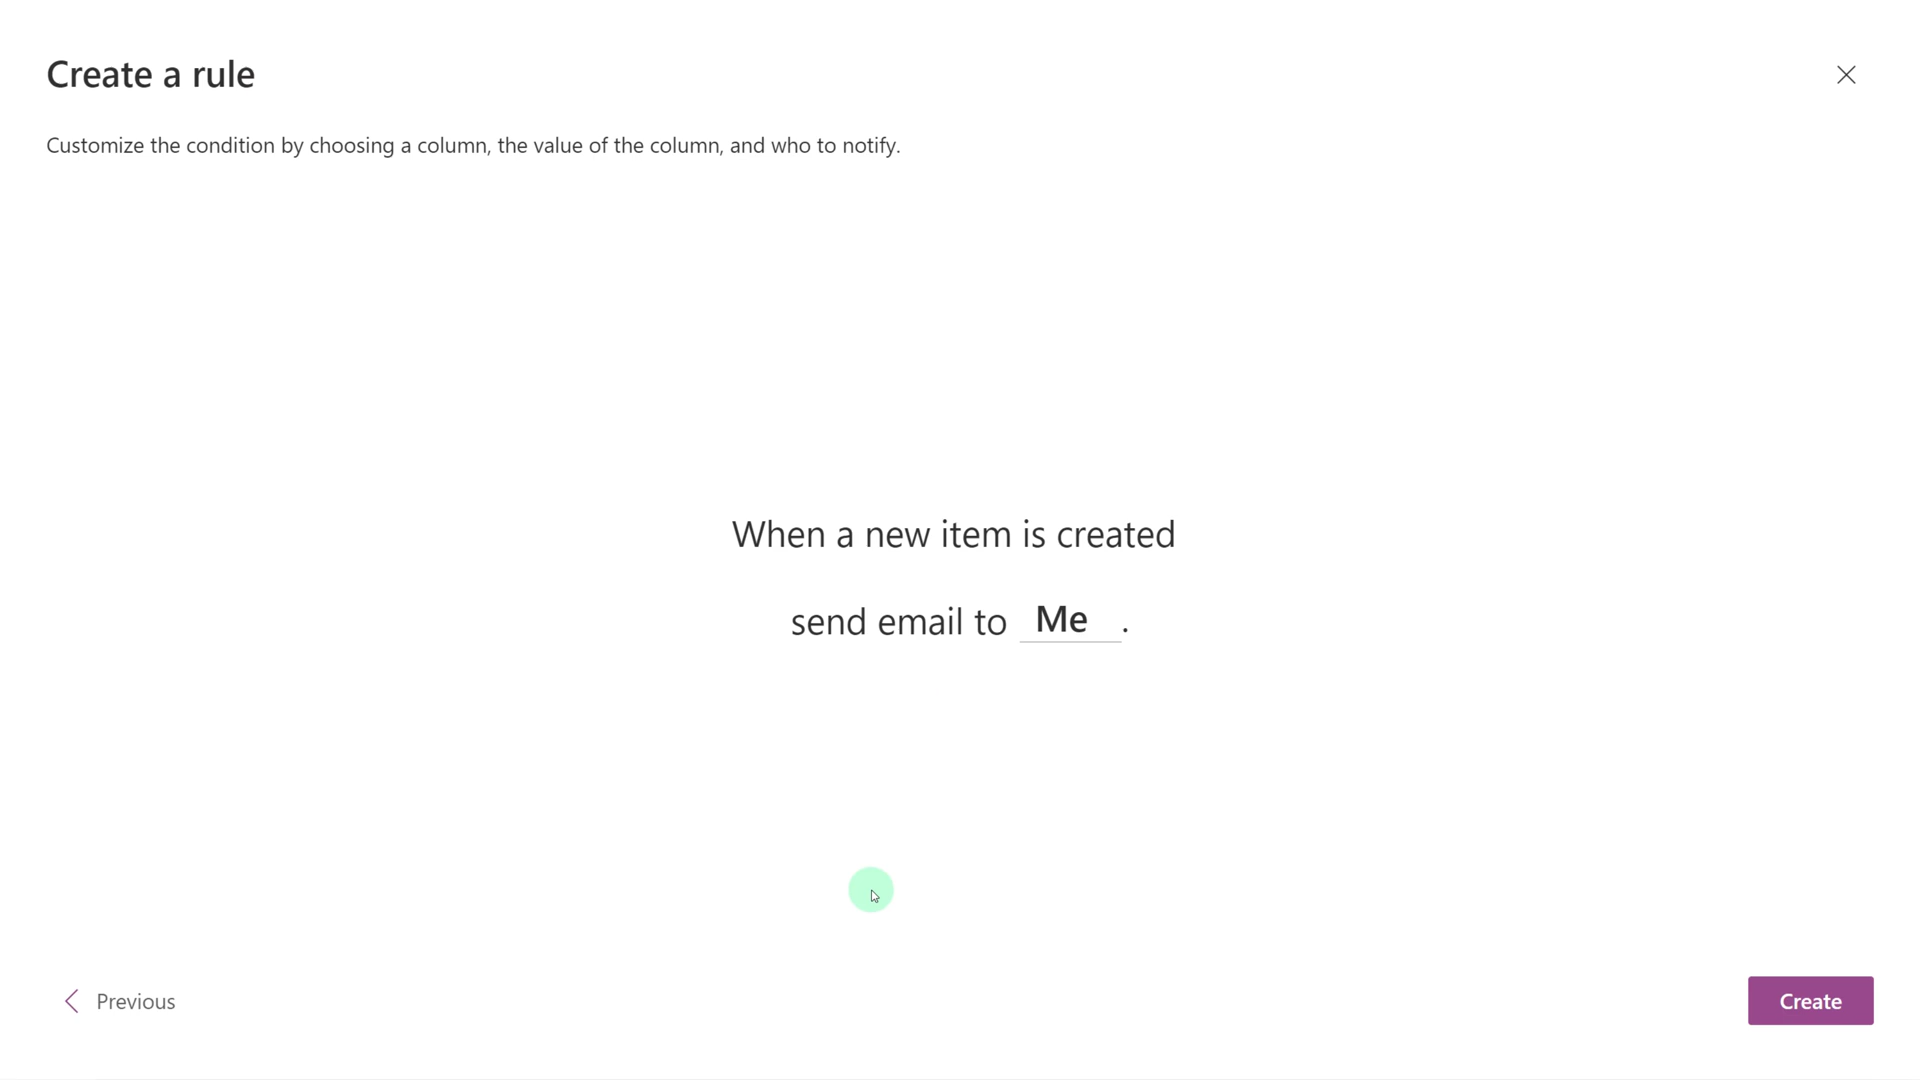 Create a rule
Customize the condition by choosing a column, the value of the column, and who to notify.
When a new item is created
send email to Me .
Previous
Create